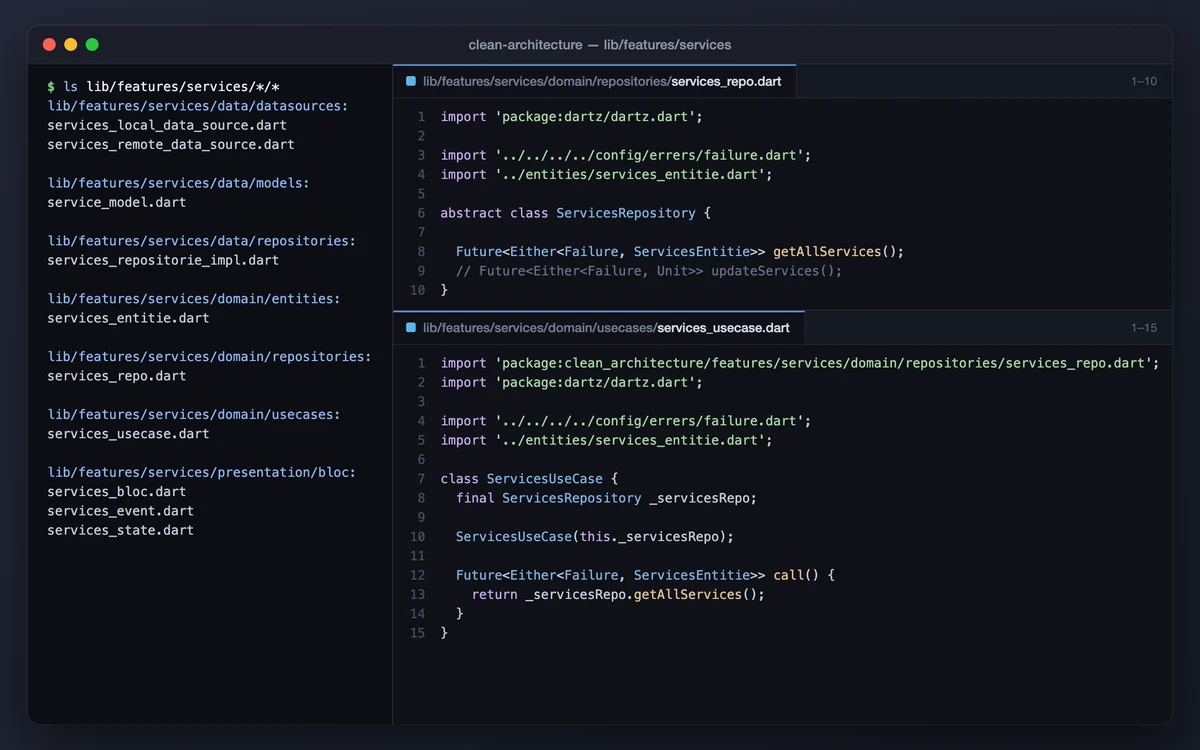 clean-architecture — lib/features/services
$ ls lib/features/services/*/*
lib/features/services/data/datasources:
services_local_data_source.dart
services_remote_data_source.dart
lib/features/services/data/models:
service_model.dart
lib/features/services/data/repositories:
services_repositorie_impl.dart
lib/features/services/domain/entities:
services_entitie.dart
lib/features/services/domain/repositories:
services_repo.dart
lib/features/services/domain/usecases:
services_usecase.dart
lib/features/services/presentation/bloc:
services_bloc.dart
services_event.dart
services_state.dart
lib/features/services/domain/repositories/services_repo.dart 1–10
1 import 'package:dartz/dartz.dart';
2
3 import '../../../../config/errers/failure.dart';
4 import '../entities/services_entitie.dart';
5
6 abstract class ServicesRepository {
7
8   Future<Either<Failure, ServicesEntitie>> getAllServices();
9   // Future<Either<Failure, Unit>> updateServices();
10 }
lib/features/services/domain/usecases/services_usecase.dart 1–15
1 import 'package:clean_architecture/features/services/domain/repositories/services_repo.dart';
2 import 'package:dartz/dartz.dart';
3
4 import '../../../../config/errers/failure.dart';
5 import '../entities/services_entitie.dart';
6
7 class ServicesUseCase {
8   final ServicesRepository _servicesRepo;
9
10   ServicesUseCase(this._servicesRepo);
11
12   Future<Either<Failure, ServicesEntitie>> call() {
13     return _servicesRepo.getAllServices();
14   }
15 }